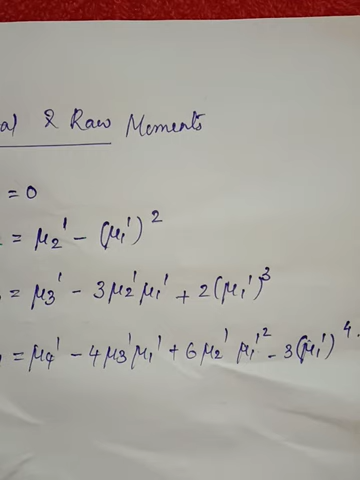 al & Raw Moments
= 0
= μ₂' - (μ₁')²
= μ₃' - 3μ₂'μ₁' + 2(μ₁')³
= μ₄' - 4μ₃'μ₁' + 6μ₂'μ₁'² - 3(μ₁')⁴.